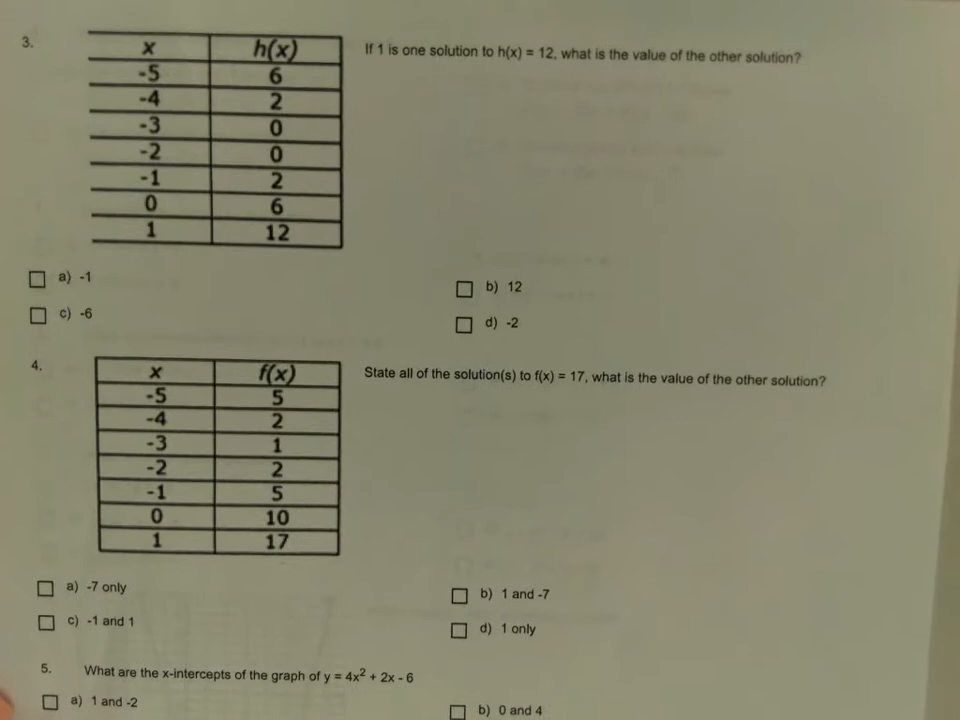 3.
If 1 is one solution to h(x) = 12, what is the value of the other solution?
x h(x)
-5 6
-4 2
-3 0
-2 0
-1 2
0 6
1 12
a) -1
b) 12
c) -6
d) -2
4.
State all of the solution(s) to f(x) = 17, what is the value of the other solution?
x f(x)
-5 5
-4 2
-3 1
-2 2
-1 5
0 10
1 17
a) -7 only
b) 1 and -7
c) -1 and 1
d) 1 only
5. What are the x-intercepts of the graph of y = 4x² + 2x - 6
a) 1 and -2
b) 0 and 4